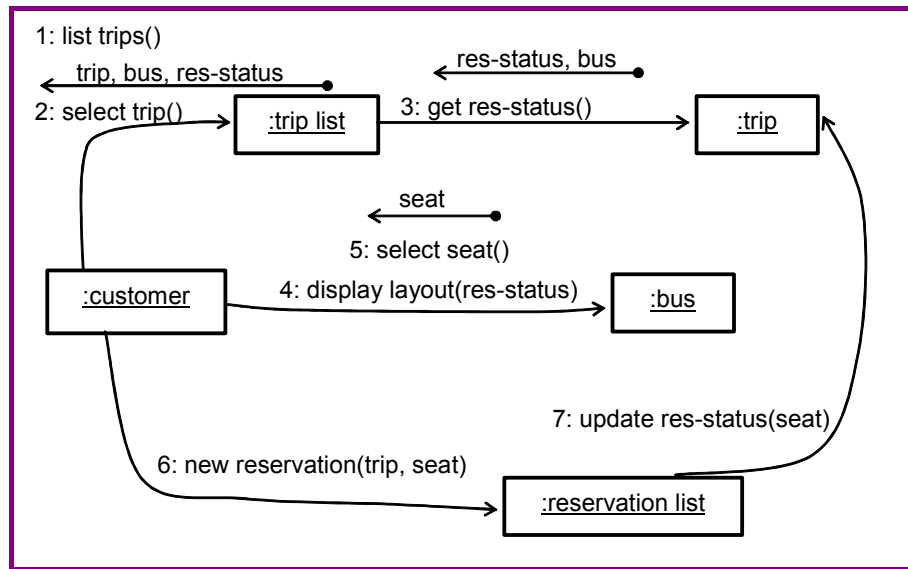 1: list trips()
trip, bus, res-status
res-status, bus
2: select trip()
:trip list
3: get res-status()
:trip
seat
5: select seat()
:customer
4: display layout(res-status)
:bus
7: update res-status(seat)
6: new reservation(trip, seat)
:reservation list